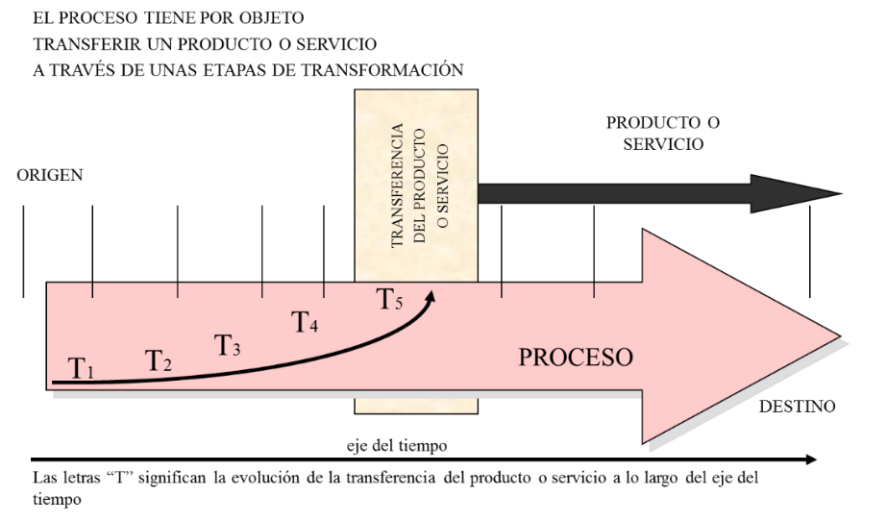 EL PROCESO TIENE POR OBJETO
TRANSFERIR UN PRODUCTO O SERVICIO
A TRAVÉS DE UNAS ETAPAS DE TRANSFORMACIÓN
PRODUCTO O
SERVICIO
ORIGEN
TRANSFERENCIA
DEL PRODUCTO
O SERVICIO
T1
T2
T3
T4
T5
PROCESO
DESTINO
eje del tiempo
Las letras “T” significan la evolución de la transferencia del producto o servicio a lo largo del eje del
tiempo